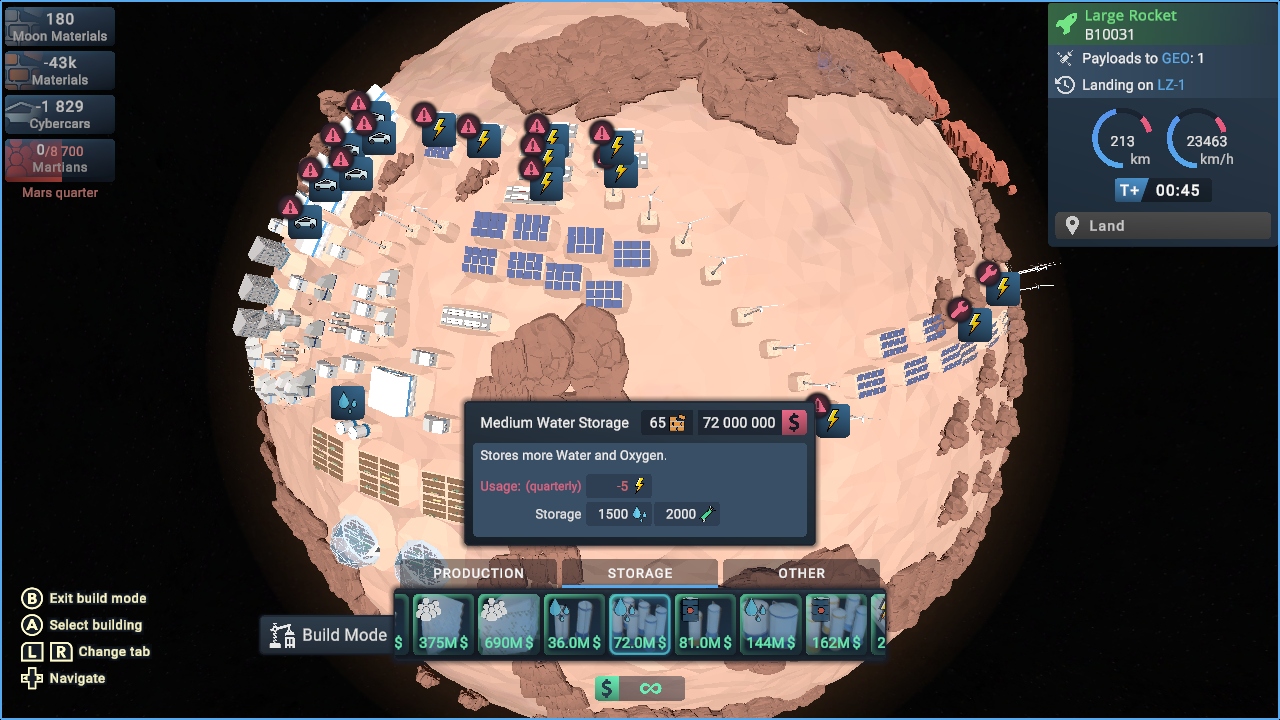 180
Moon Materials
-43k
Materials
-1 829
Cybercars
0/8 700
Martians
Mars quarter
Large Rocket
B10031
Payloads to GEO: 1
Landing on LZ-1
213
km
23463
km/h
T+ 00:45
Land
Medium Water Storage 65 72 000 000 $
Stores more Water and Oxygen.
Usage: (quarterly) -5
Storage 1500 2000
PRODUCTION STORAGE OTHER
Build Mode
$ 375M $ 690M $ 36.0M $ 72.0M $ 81.0M $ 144M $ 162M $ 2
$ ∞
B Exit build mode
A Select building
L R Change tab
Navigate